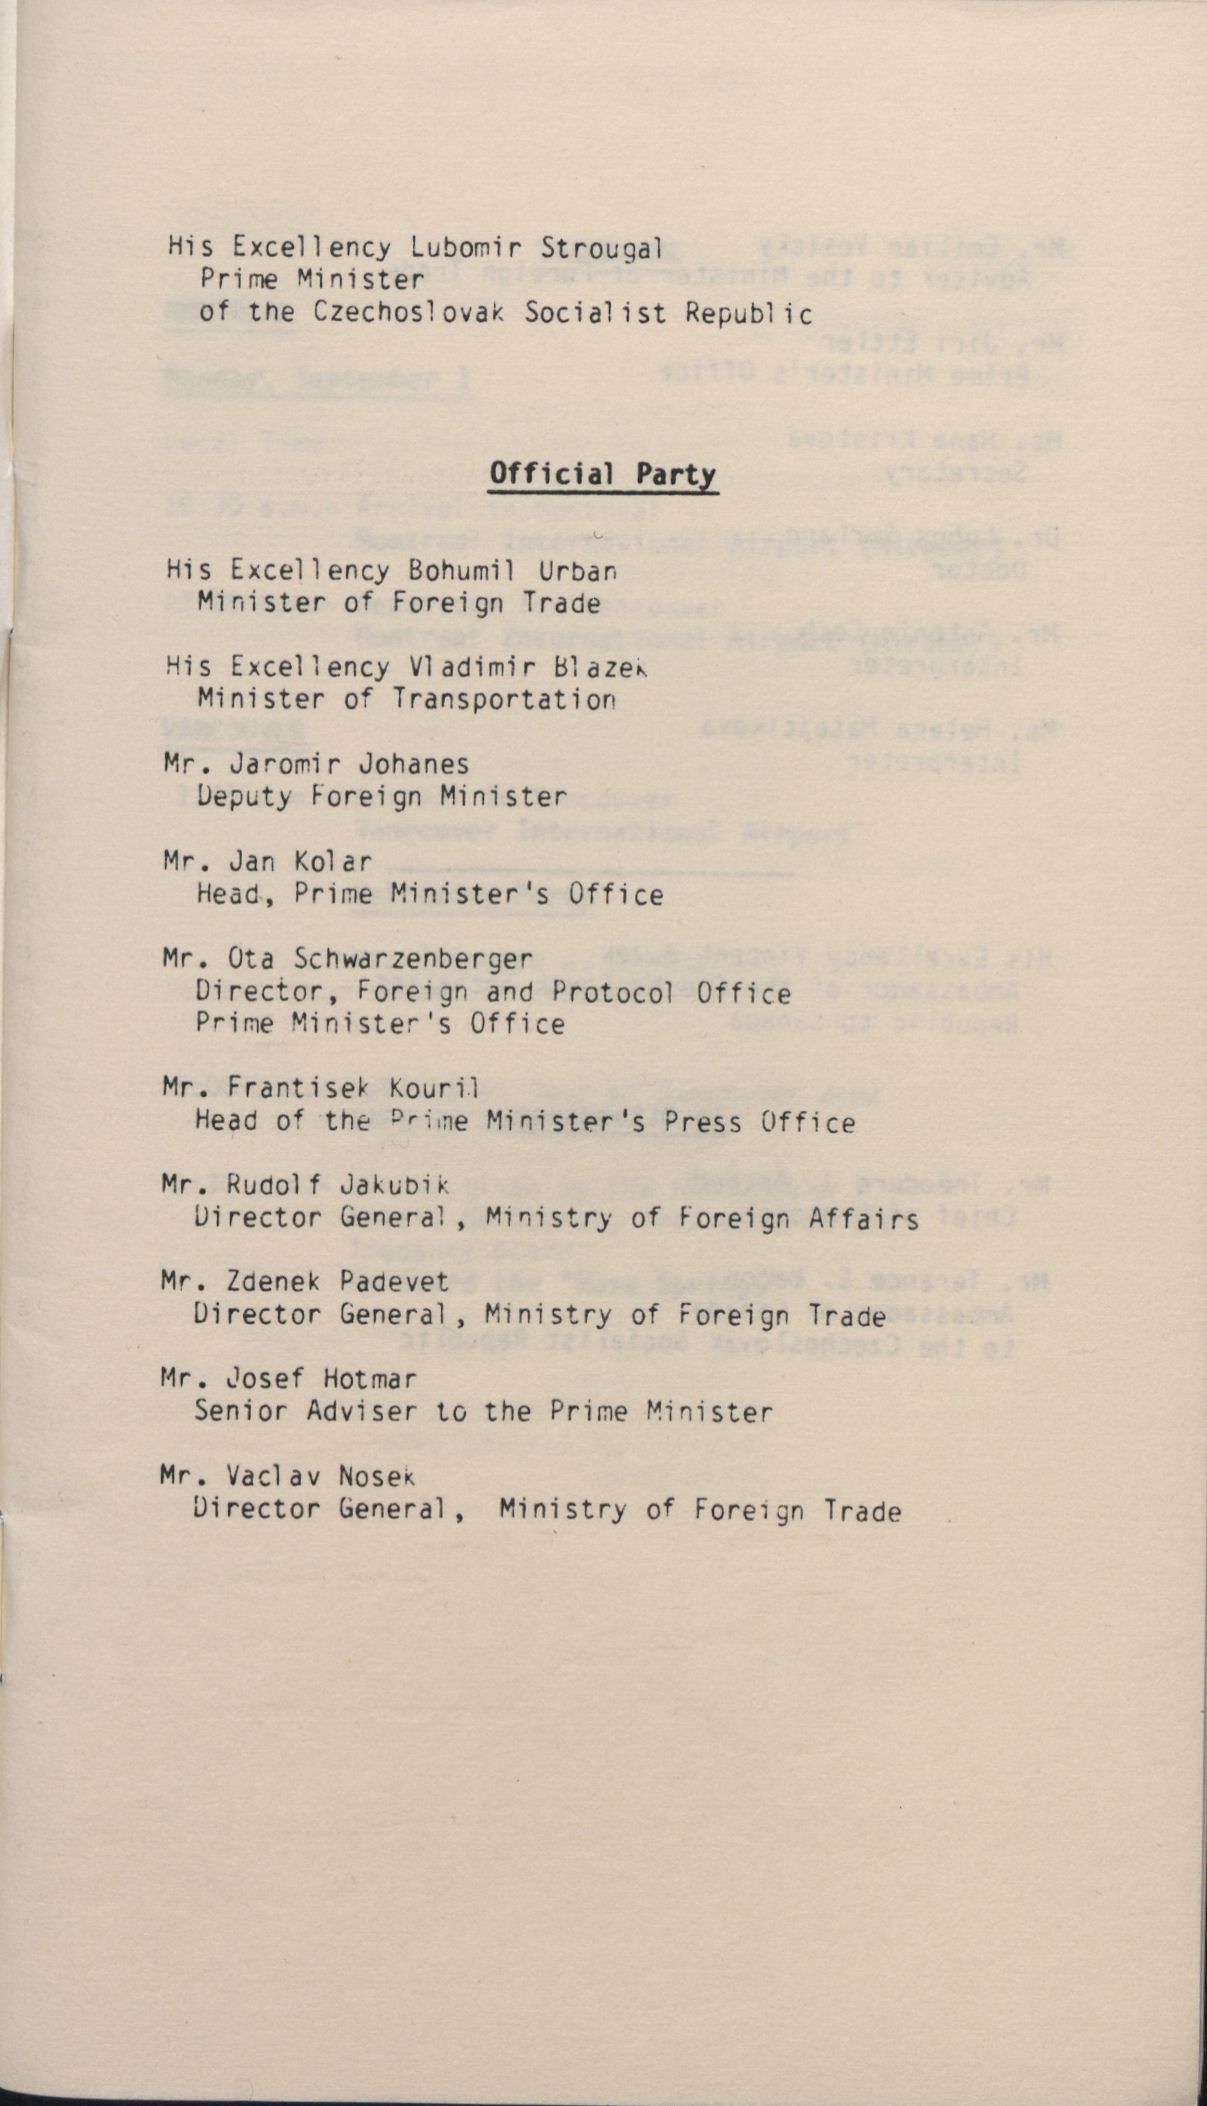 His Excellency Lubomir Strougal
Prime Minister
of the Czechoslovak Socialist Republic
Official Party
His Excellency Bohumil Urban
Minister of Foreign Trade
His Excellency Vladimir Blazek
Minister of Transportation
Mr. Jaromir Johanes
Deputy Foreign Minister
Mr. Jan Kolar
Head, Prime Minister's Office
Mr. Ota Schwarzenberger
Director, Foreign and Protocol Office
Prime Minister's Office
Mr. Frantisek Kouril
Head of the Prime Minister's Press Office
Mr. Rudolf Jakubik
Director General, Ministry of Foreign Affairs
Mr. Zdenek Padevet
Director General, Ministry of Foreign Trade
Mr. Josef Hotmar
Senior Adviser to the Prime Minister
Mr. Vaclav Nosek
Director General, Ministry of Foreign Trade